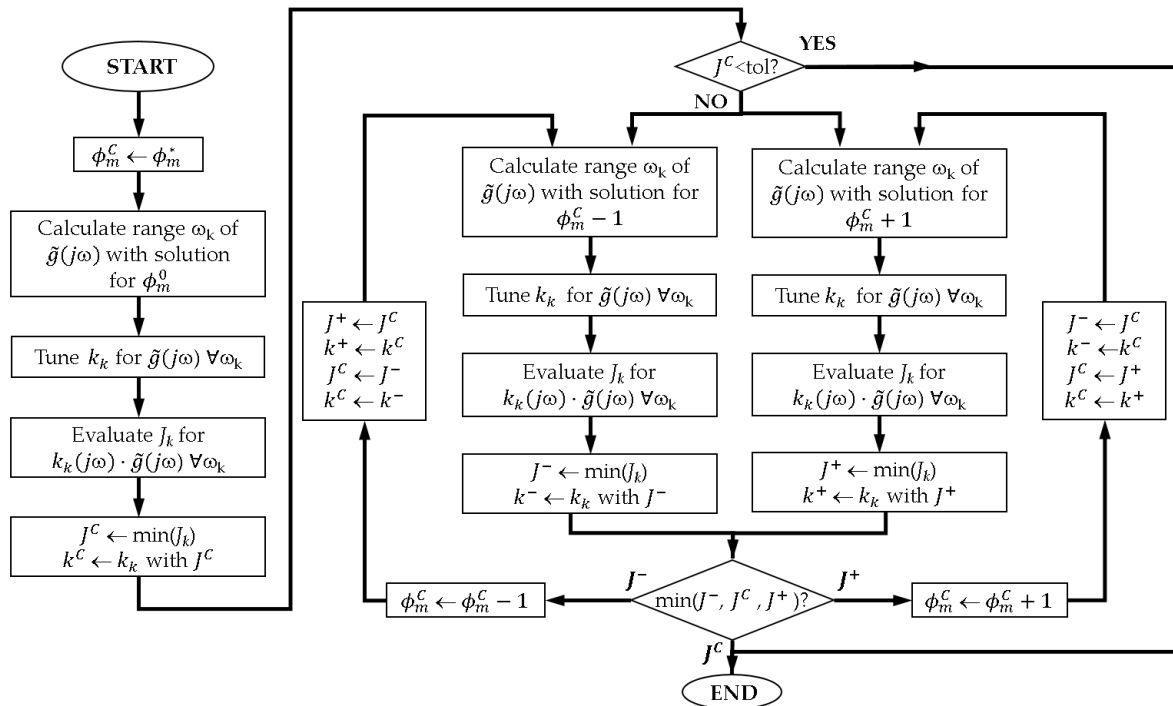 START
ϕ_m^C ← ϕ_m^*
Calculate range ω_k of
g̃(jω) with solution
for ϕ_m^0
Tune k_k for g̃(jω) ∀ω_k
Evaluate J_k for
k_k(jω) · g̃(jω) ∀ω_k
J^C ← min(J_k)
k^C ← k_k with J^C
J^C<tol?
YES
NO
Calculate range ω_k of
g̃(jω) with solution for
ϕ_m^C − 1
Tune k_k for g̃(jω) ∀ω_k
Evaluate J_k for
k_k(jω) · g̃(jω) ∀ω_k
J^− ← min(J_k)
k^− ← k_k with J^−
Calculate range ω_k of
g̃(jω) with solution for
ϕ_m^C + 1
Tune k_k for g̃(jω) ∀ω_k
Evaluate J_k for
k_k(jω) · g̃(jω) ∀ω_k
J^+ ← min(J_k)
k^+ ← k_k with J^+
J^+ ← J^C
k^+ ← k^C
J^C ← J^−
k^C ← k^−
J^− ← J^C
k^− ← k^C
J^C ← J^+
k^C ← k^+
min(J^−, J^C, J^+)?
J^−
J^+
ϕ_m^C ← ϕ_m^C − 1
ϕ_m^C ← ϕ_m^C + 1
J^C
END